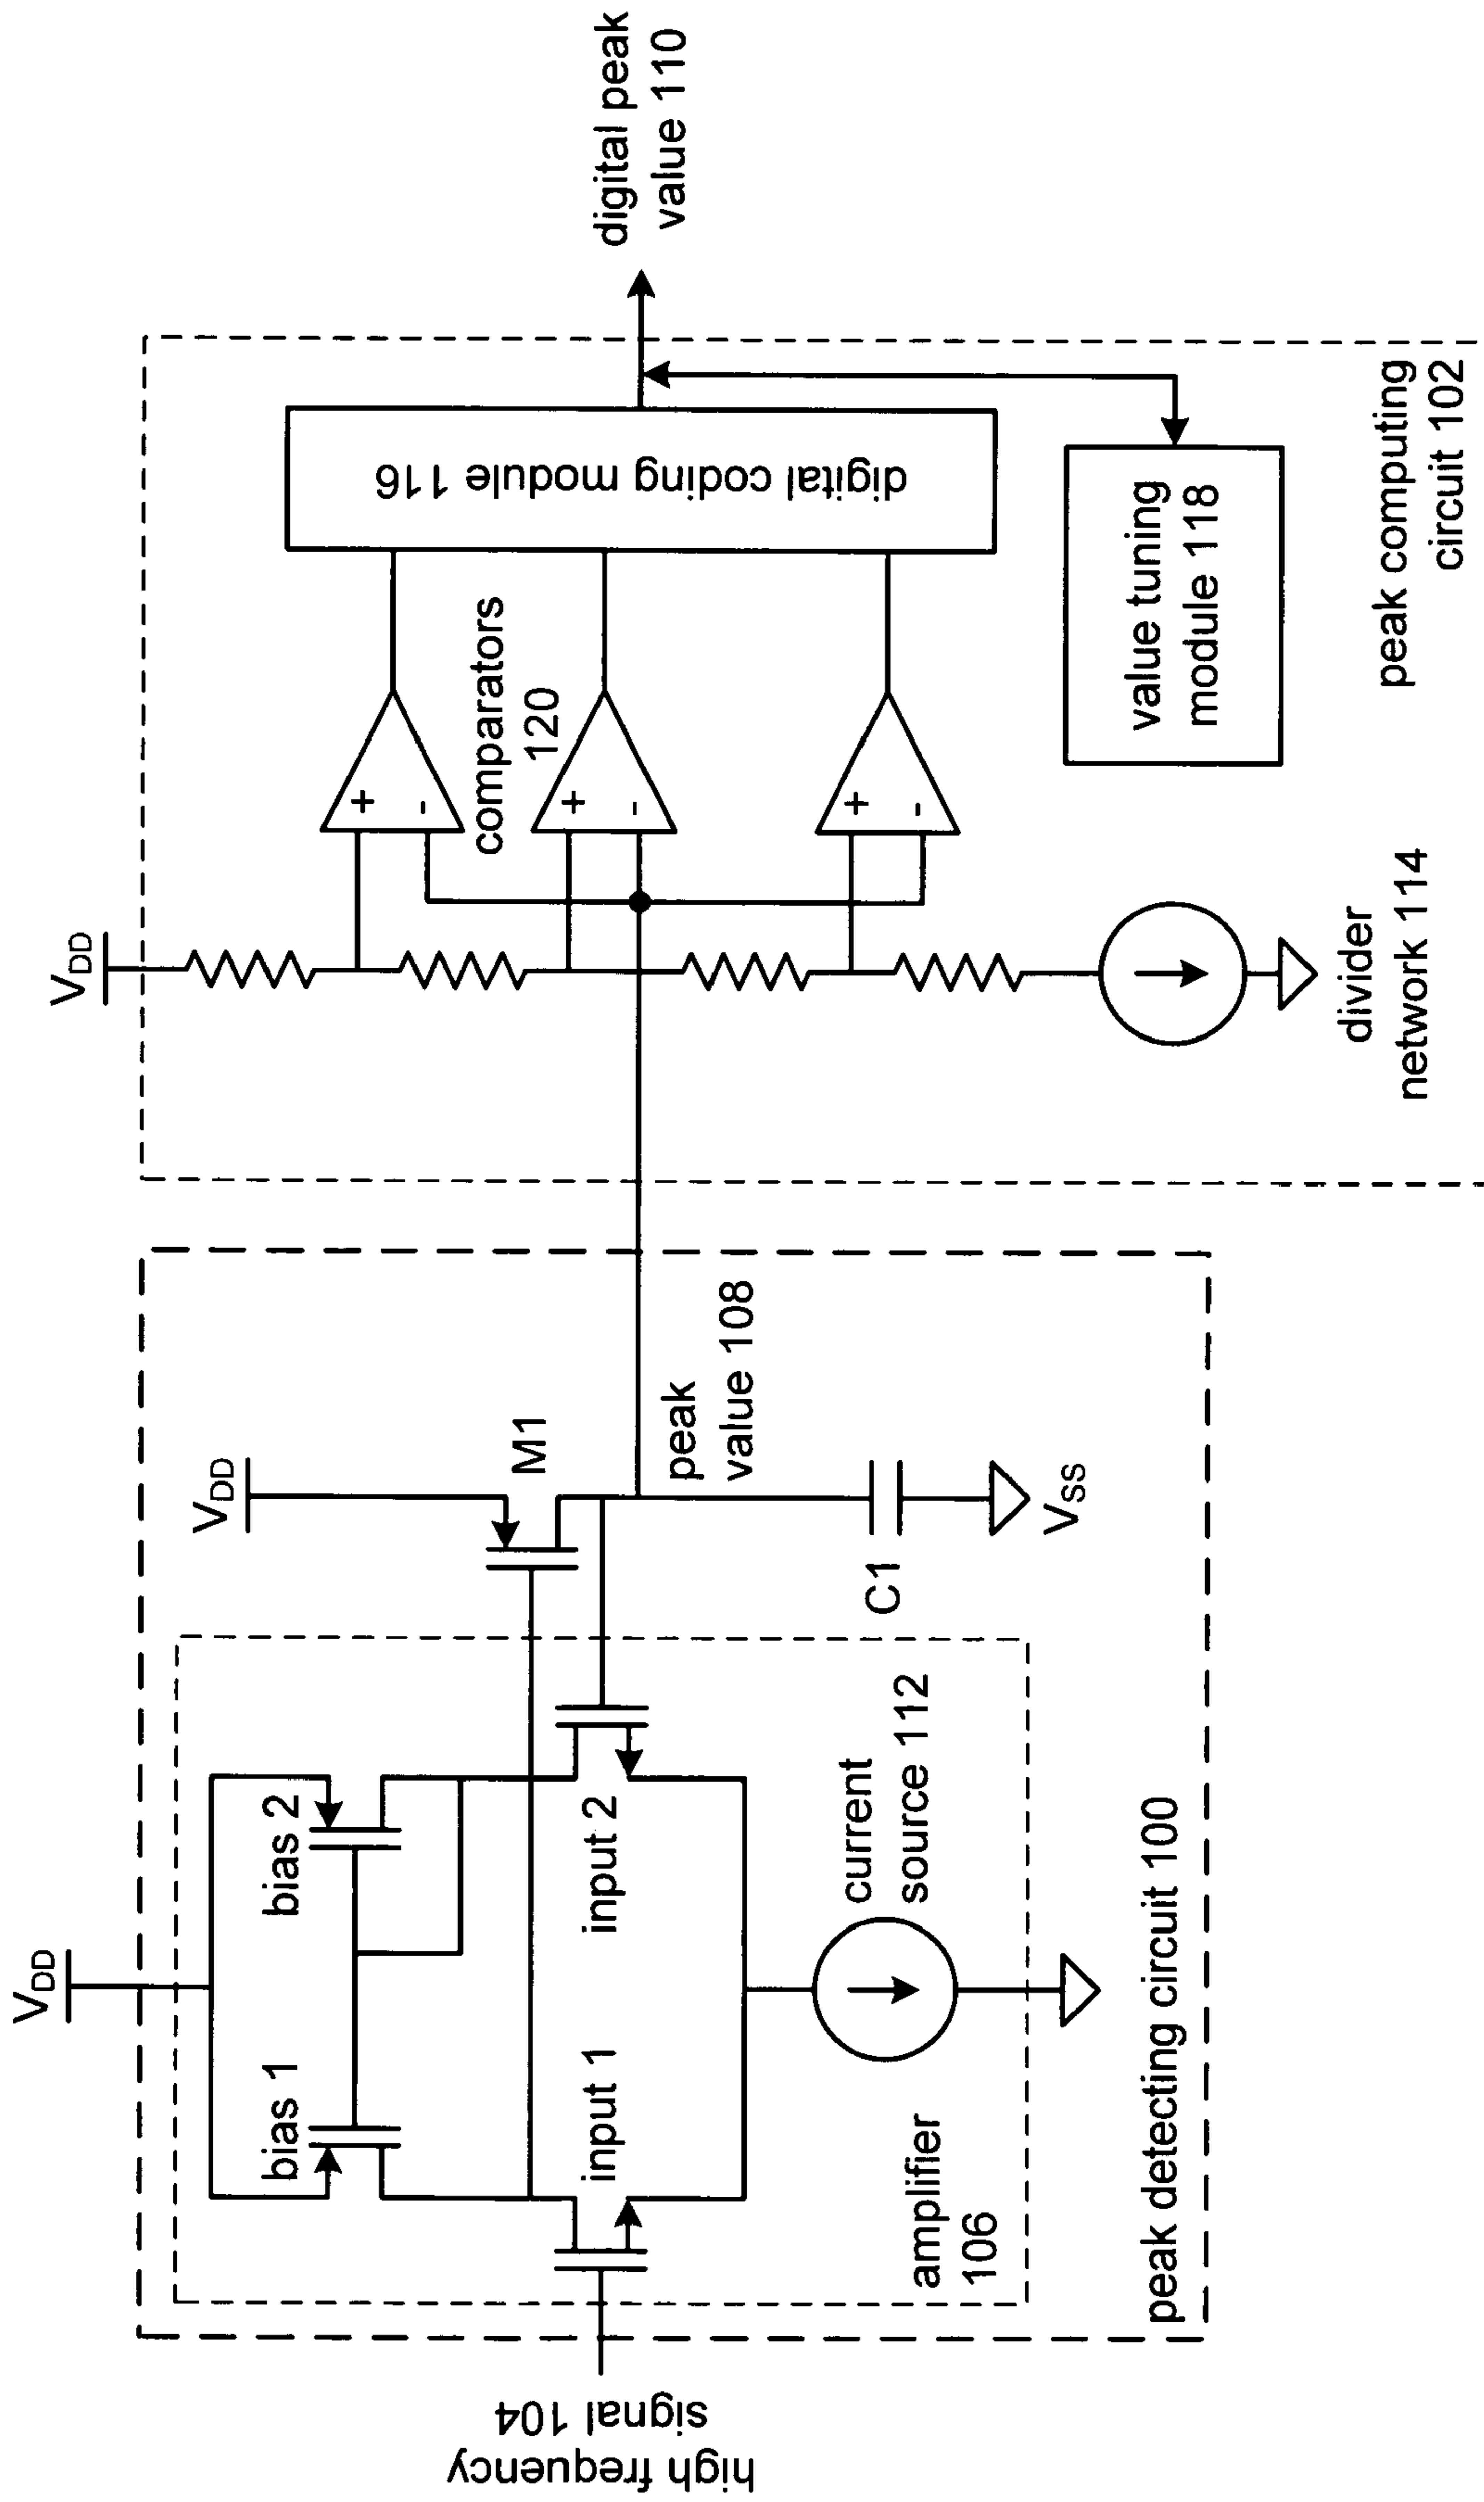 high frequency
signal 104
V_DD
bias 1
bias 2
input 1
input 2
current
source 112
amplifier
106
peak detecting circuit 100
V_DD
M1
peak
value 108
C1
V_SS
V_DD
comparators
120
digital coding module 116
value tuning
module 118
divider
network 114
peak computing
circuit 102
digital peak
value 110
+
-
+
-
+
-